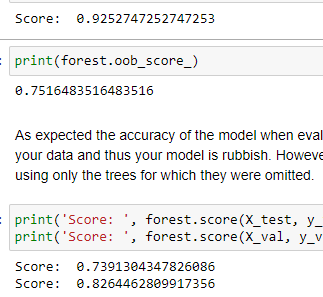 Score:  0.9252747252747253
: print(forest.oob_score_)
0.7516483516483516
As expected the accuracy of the model when eval
your data and thus your model is rubbish. Howeve
using only the trees for which they were omitted.
: print('Score: ', forest.score(X_test, y_
print('Score: ', forest.score(X_val, y_v
Score:  0.7391304347826086
Score:  0.8264462809917356